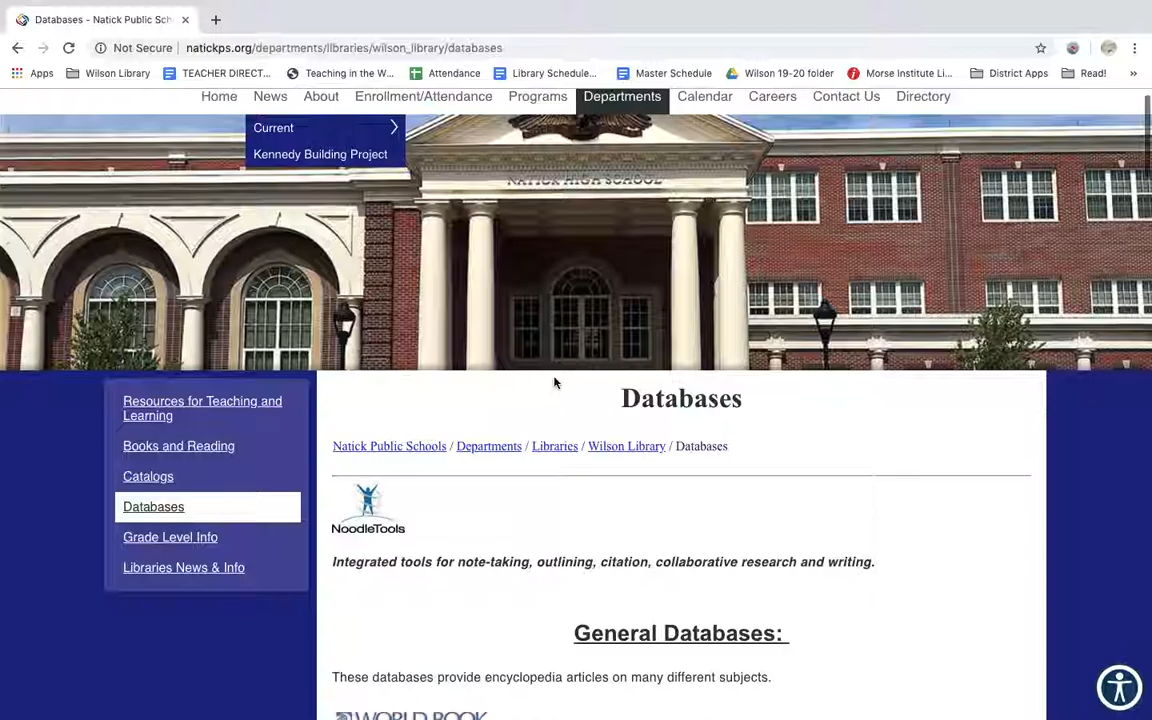 Databases - Natick Public Sch
Not Secure | natickps.org/departments/libraries/wilson_library/databases
Apps Wilson Library TEACHER DIRECT... Teaching in the W... Attendance Library Schedule... Master Schedule Wilson 19-20 folder Morse Institute Li... District Apps Read! »
Home News About Enrollment/Attendance Programs Departments Calendar Careers Contact Us Directory
Current
Kennedy Building Project
NATICK HIGH SCHOOL
Resources for Teaching and
Learning
Books and Reading
Catalogs
Databases
Grade Level Info
Libraries News & Info
Databases
Natick Public Schools / Departments / Libraries / Wilson Library / Databases
NoodleTools
Integrated tools for note-taking, outlining, citation, collaborative research and writing.
General Databases:
These databases provide encyclopedia articles on many different subjects.
WORLD BOOK